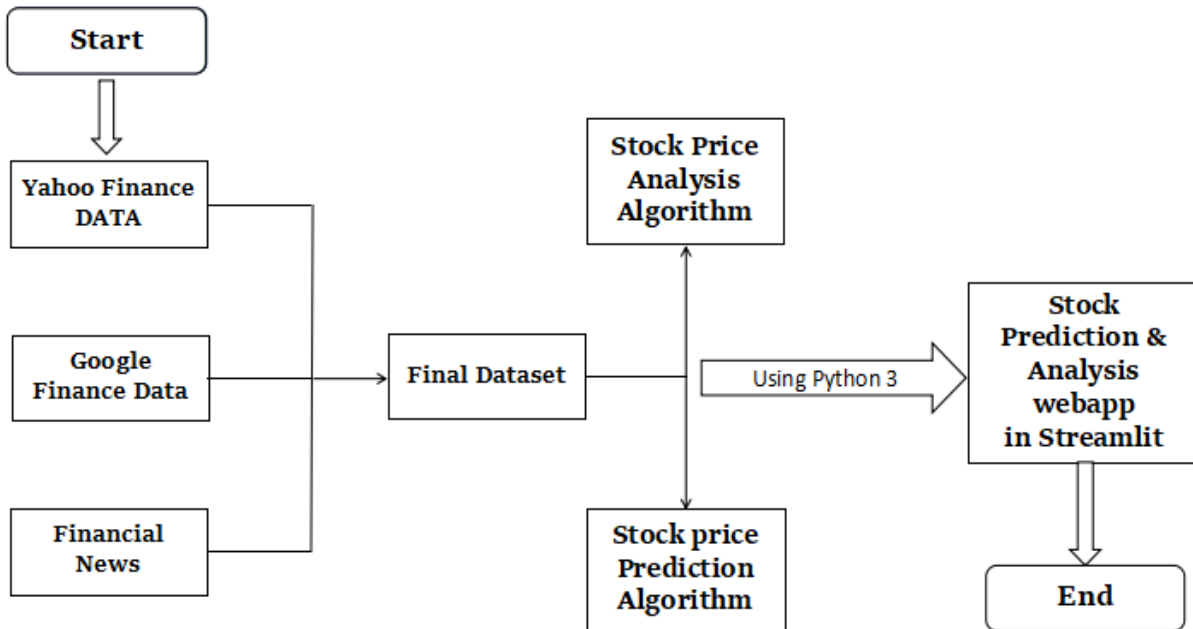 Start
Yahoo Finance
DATA
Google
Finance Data
Financial
News
Final Dataset
Stock Price
Analysis
Algorithm
Stock price
Prediction
Algorithm
Using Python 3
Stock
Prediction &
Analysis
webapp
in Streamlit
End